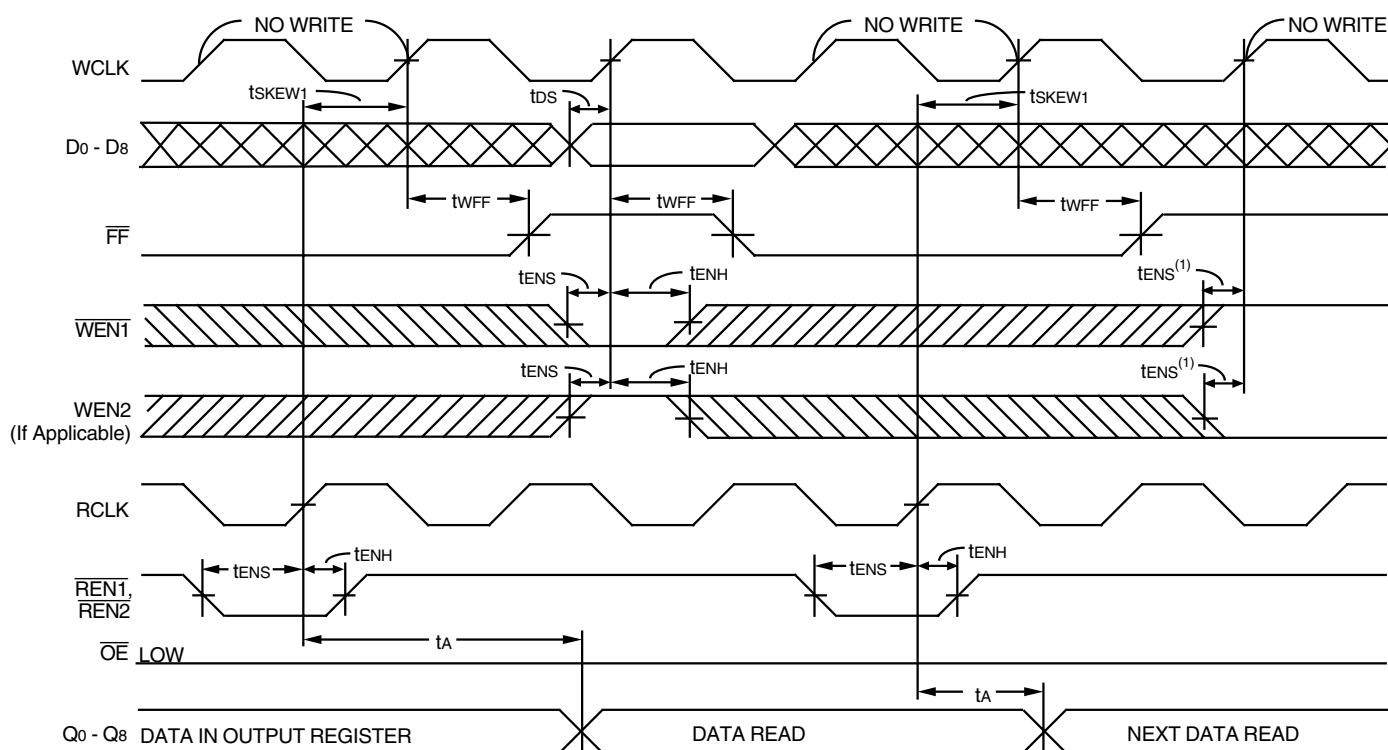 NO WRITE NO WRITE NO WRITE
WCLK
tSKEW1 tDS tSKEW1
D0 - D8
tWFF tWFF tWFF
FF
tENS tENH tENS(1)
WEN1
tENS tENH tENS(1)
WEN2
(If Applicable)
RCLK
tENS tENH tENS tENH
REN1,
REN2
tA
OE LOW
tA
Q0 - Q8 DATA IN OUTPUT REGISTER DATA READ NEXT DATA READ